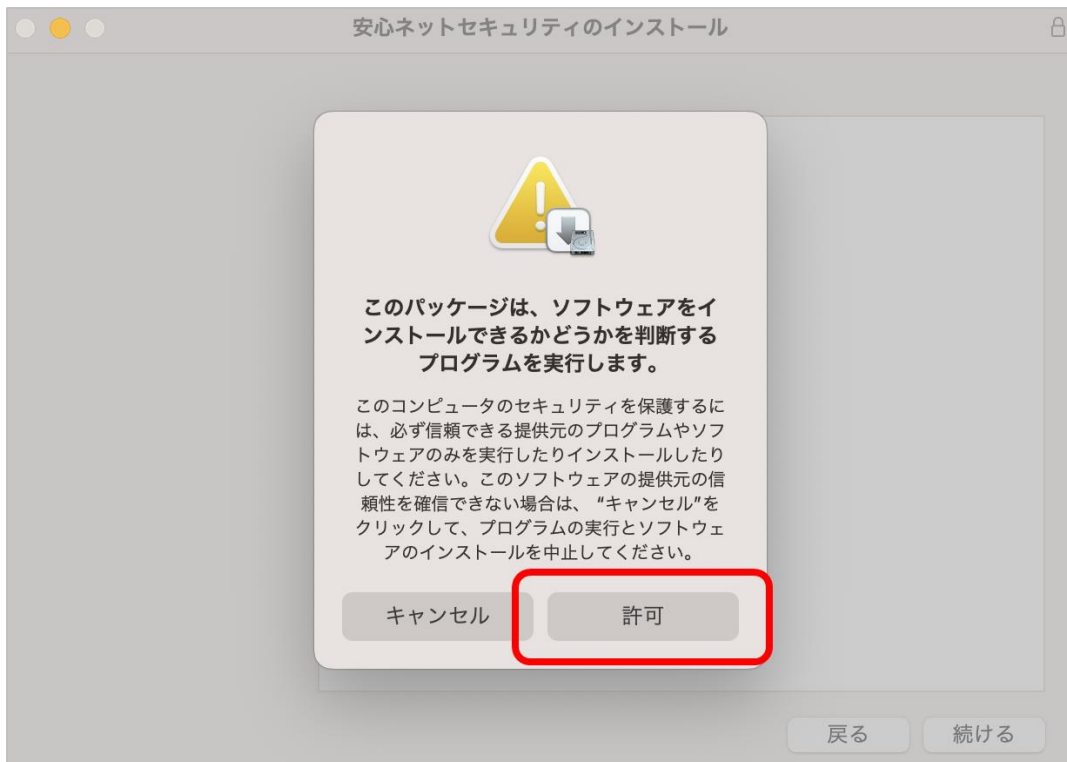 安心ネットセキュリティのインストール
このパッケージは、ソフトウェアをイ
ンストールできるかどうかを判断する
プログラムを実行します。
このコンピュータのセキュリティを保護するに
は、必ず信頼できる提供元のプログラムやソフ
トウェアのみを実行したりインストールしたり
してください。このソフトウェアの提供元の信
頼性を確信できない場合は、“キャンセル”を
クリックして、プログラムの実行とソフトウェ
アのインストールを中止してください。
キャンセル 許可
戻る 続ける